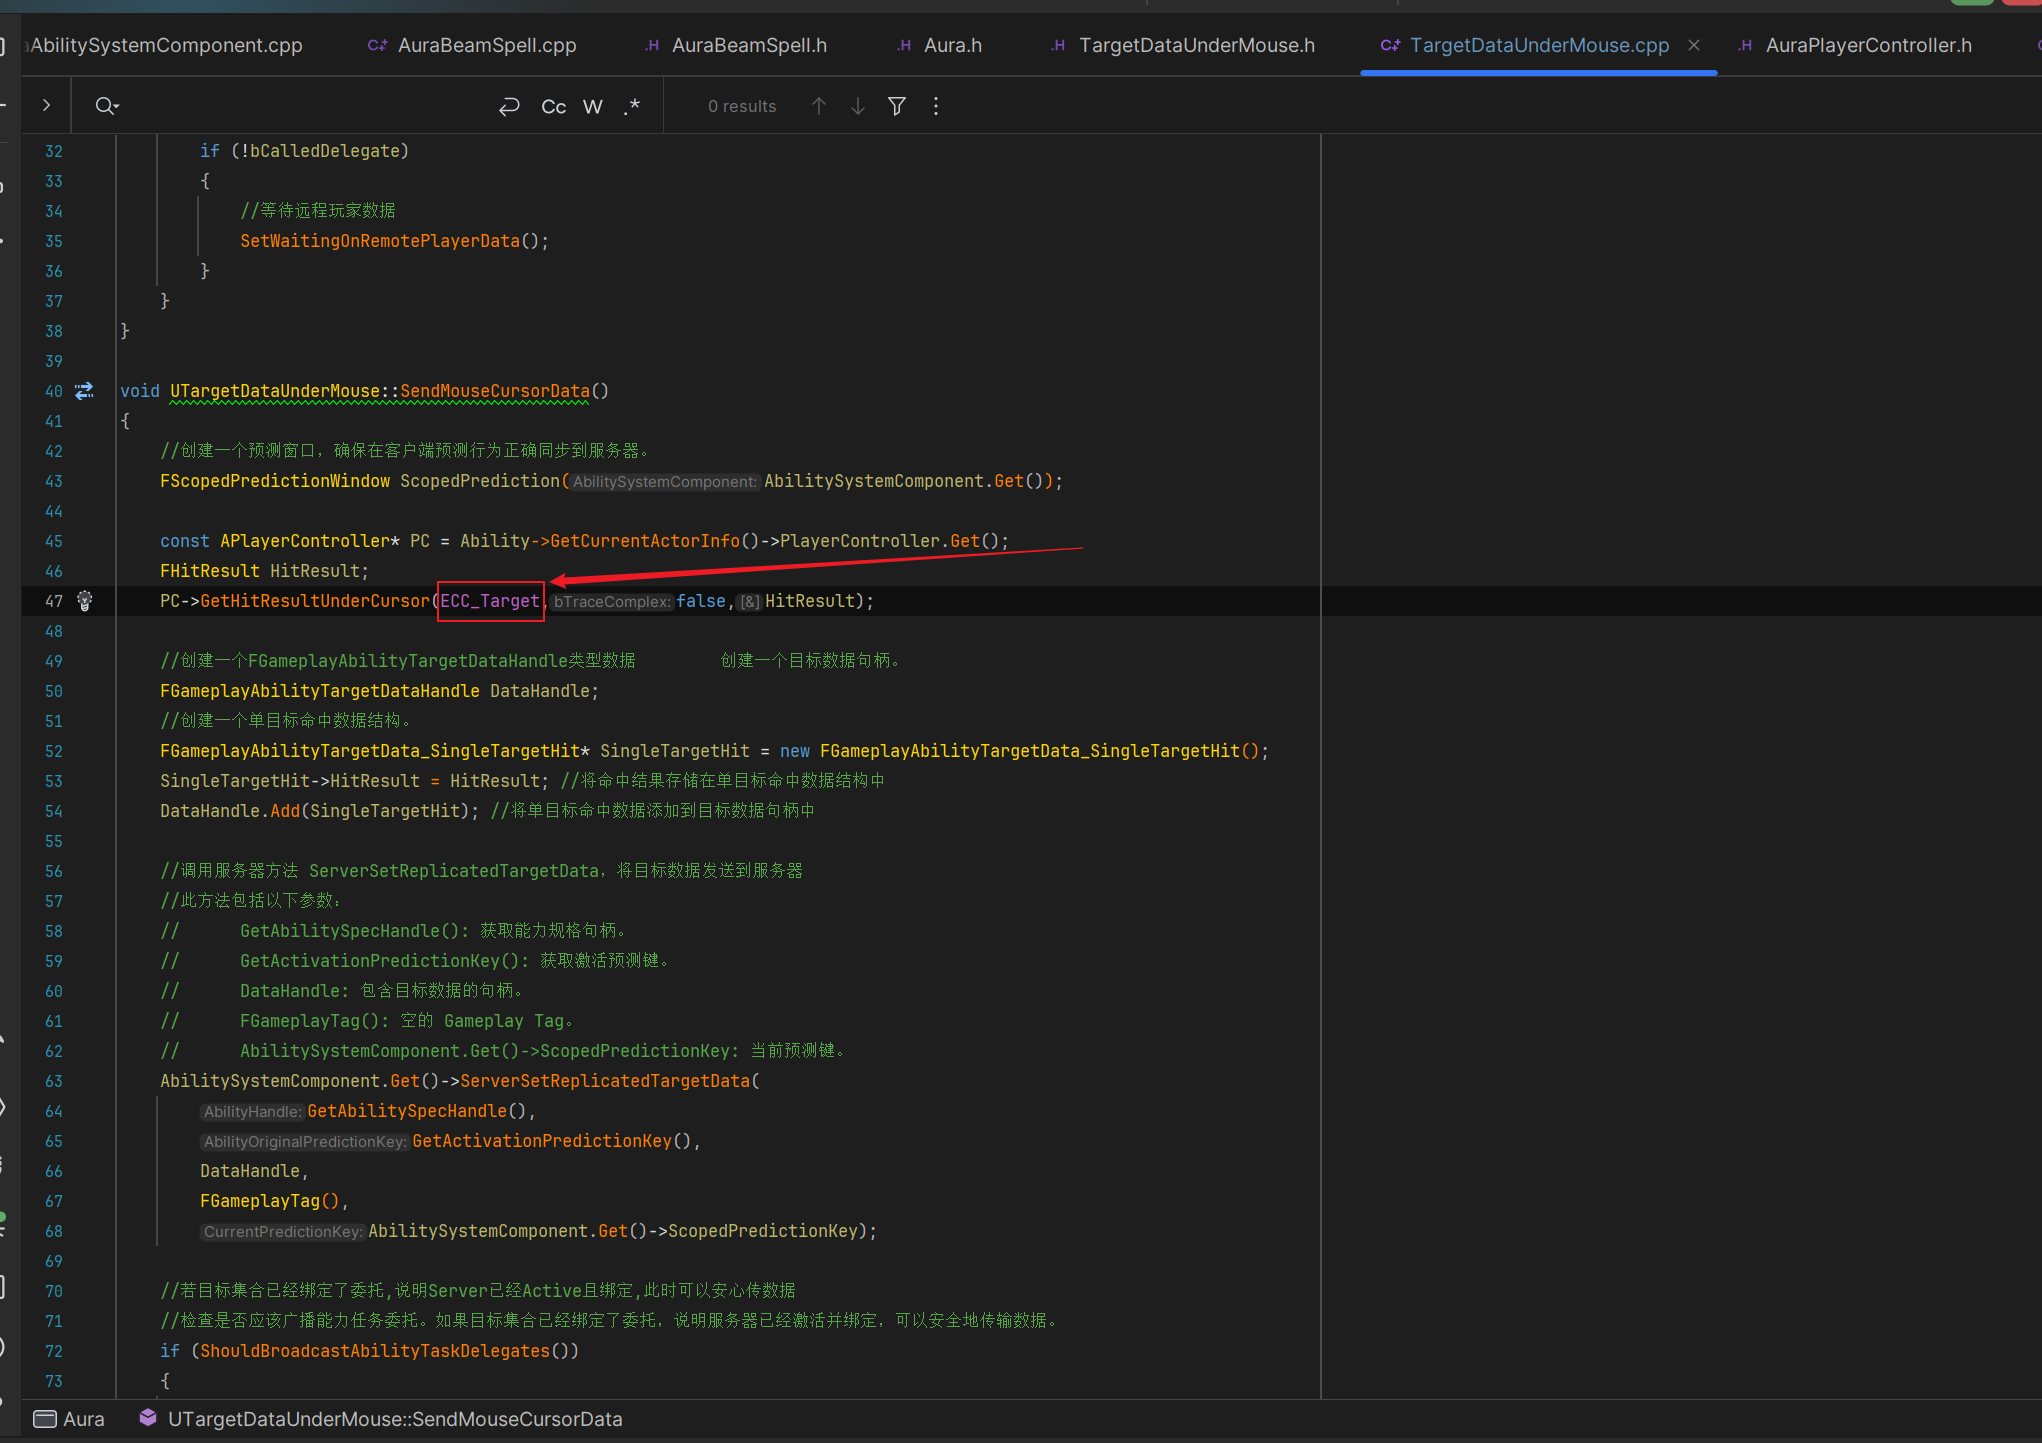 AbilitySystemComponent.cpp
AuraBeamSpell.cpp
.H AuraBeamSpell.h
.H Aura.h
.H TargetDataUnderMouse.h
TargetDataUnderMouse.cpp
.H AuraPlayerController.h
Cc W .* 0 results
32 if (!bCalledDelegate)
33 {
34 //等待远程玩家数据
35 SetWaitingOnRemotePlayerData();
36 }
37 }
38 }
39
40 void UTargetDataUnderMouse::SendMouseCursorData()
41 {
42 //创建一个预测窗口，确保在客户端预测行为正确同步到服务器。
43 FScopedPredictionWindow ScopedPrediction( AbilitySystemComponent: AbilitySystemComponent.Get());
44
45 const APlayerController* PC = Ability->GetCurrentActorInfo()->PlayerController.Get();
46 FHitResult HitResult;
47 PC->GetHitResultUnderCursor(ECC_Target, bTraceComplex: false, [&] HitResult);
48
49 //创建一个FGameplayAbilityTargetDataHandle类型数据 创建一个目标数据句柄。
50 FGameplayAbilityTargetDataHandle DataHandle;
51 //创建一个单目标命中数据结构。
52 FGameplayAbilityTargetData_SingleTargetHit* SingleTargetHit = new FGameplayAbilityTargetData_SingleTargetHit();
53 SingleTargetHit->HitResult = HitResult; //将命中结果存储在单目标命中数据结构中
54 DataHandle.Add(SingleTargetHit); //将单目标命中数据添加到目标数据句柄中
55
56 //调用服务器方法 ServerSetReplicatedTargetData，将目标数据发送到服务器
57 //此方法包括以下参数：
58 // GetAbilitySpecHandle(): 获取能力规格句柄。
59 // GetActivationPredictionKey(): 获取激活预测键。
60 // DataHandle: 包含目标数据的句柄。
61 // FGameplayTag(): 空的 Gameplay Tag。
62 // AbilitySystemComponent.Get()->ScopedPredictionKey: 当前预测键。
63 AbilitySystemComponent.Get()->ServerSetReplicatedTargetData(
64 AbilityHandle: GetAbilitySpecHandle(),
65 AbilityOriginalPredictionKey: GetActivationPredictionKey(),
66 DataHandle,
67 FGameplayTag(),
68 CurrentPredictionKey: AbilitySystemComponent.Get()->ScopedPredictionKey);
69
70 //若目标集合已经绑定了委托,说明Server已经Active且绑定,此时可以安心传数据
71 //检查是否应该广播能力任务委托。如果目标集合已经绑定了委托，说明服务器已经激活并绑定，可以安全地传输数据。
72 if (ShouldBroadcastAbilityTaskDelegates())
73 {
Aura UTargetDataUnderMouse::SendMouseCursorData